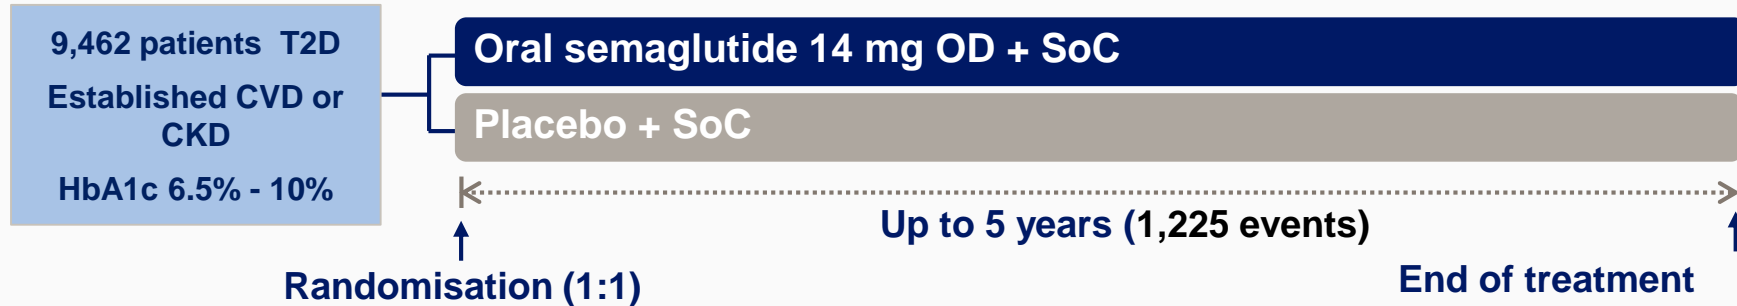 9,462 patients T2D
Established CVD or
CKD
HbA1c 6.5% - 10%
Oral semaglutide 14 mg OD + SoC
Placebo + SoC
Up to 5 years (1,225 events)
Randomisation (1:1)
End of treatment